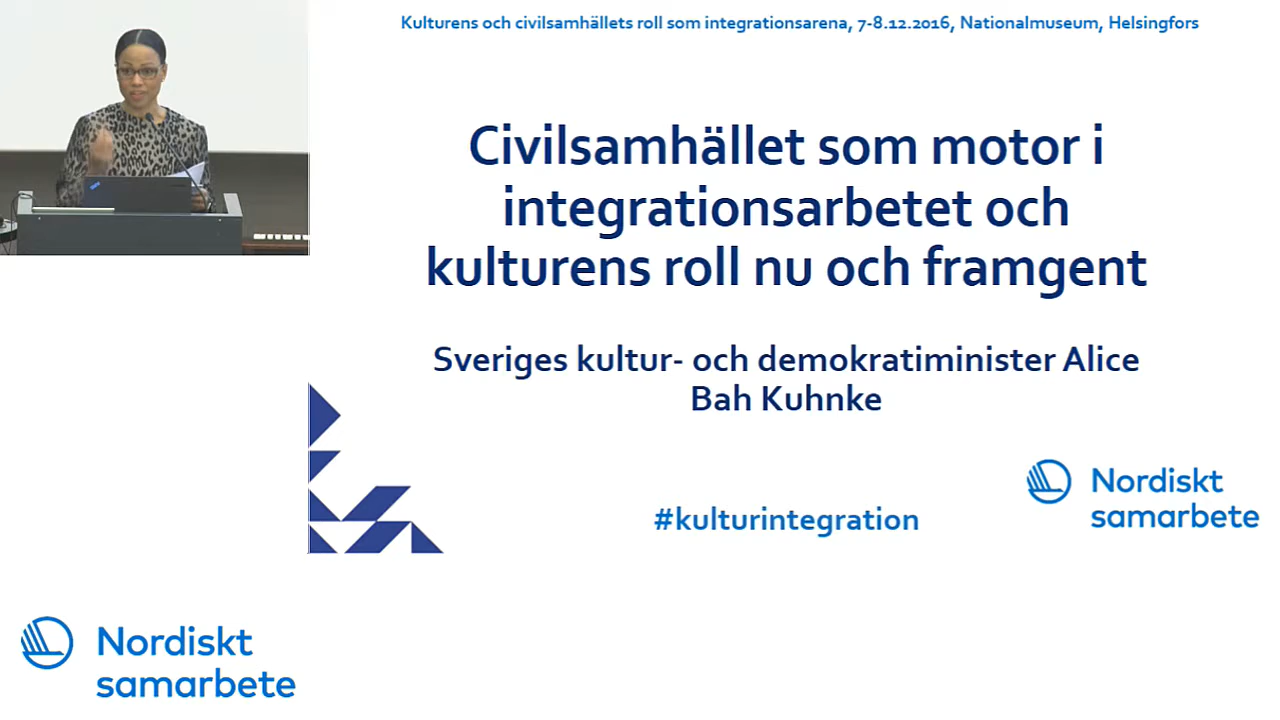 Kulturens och civilsamhällets roll som integrationsarena, 7-8.12.2016, Nationalmuseum, Helsingfors
Civilsamhället som motor i
integrationsarbetet och
kulturens roll nu och framgent
Sveriges kultur- och demokratiminister Alice
Bah Kuhnke
#kulturintegration
Nordiskt
samarbete
Nordiskt
samarbete